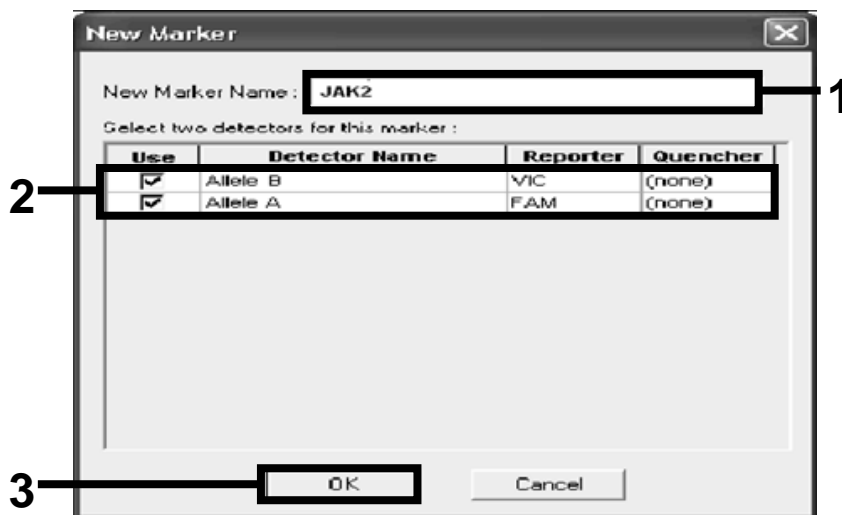 New Marker
New Marker Name : JAK2
1
Select two detectors for this marker :
Use Detector Name Reporter Quencher
2
Allele B VIC (none)
Allele A FAM (none)
3
OK Cancel